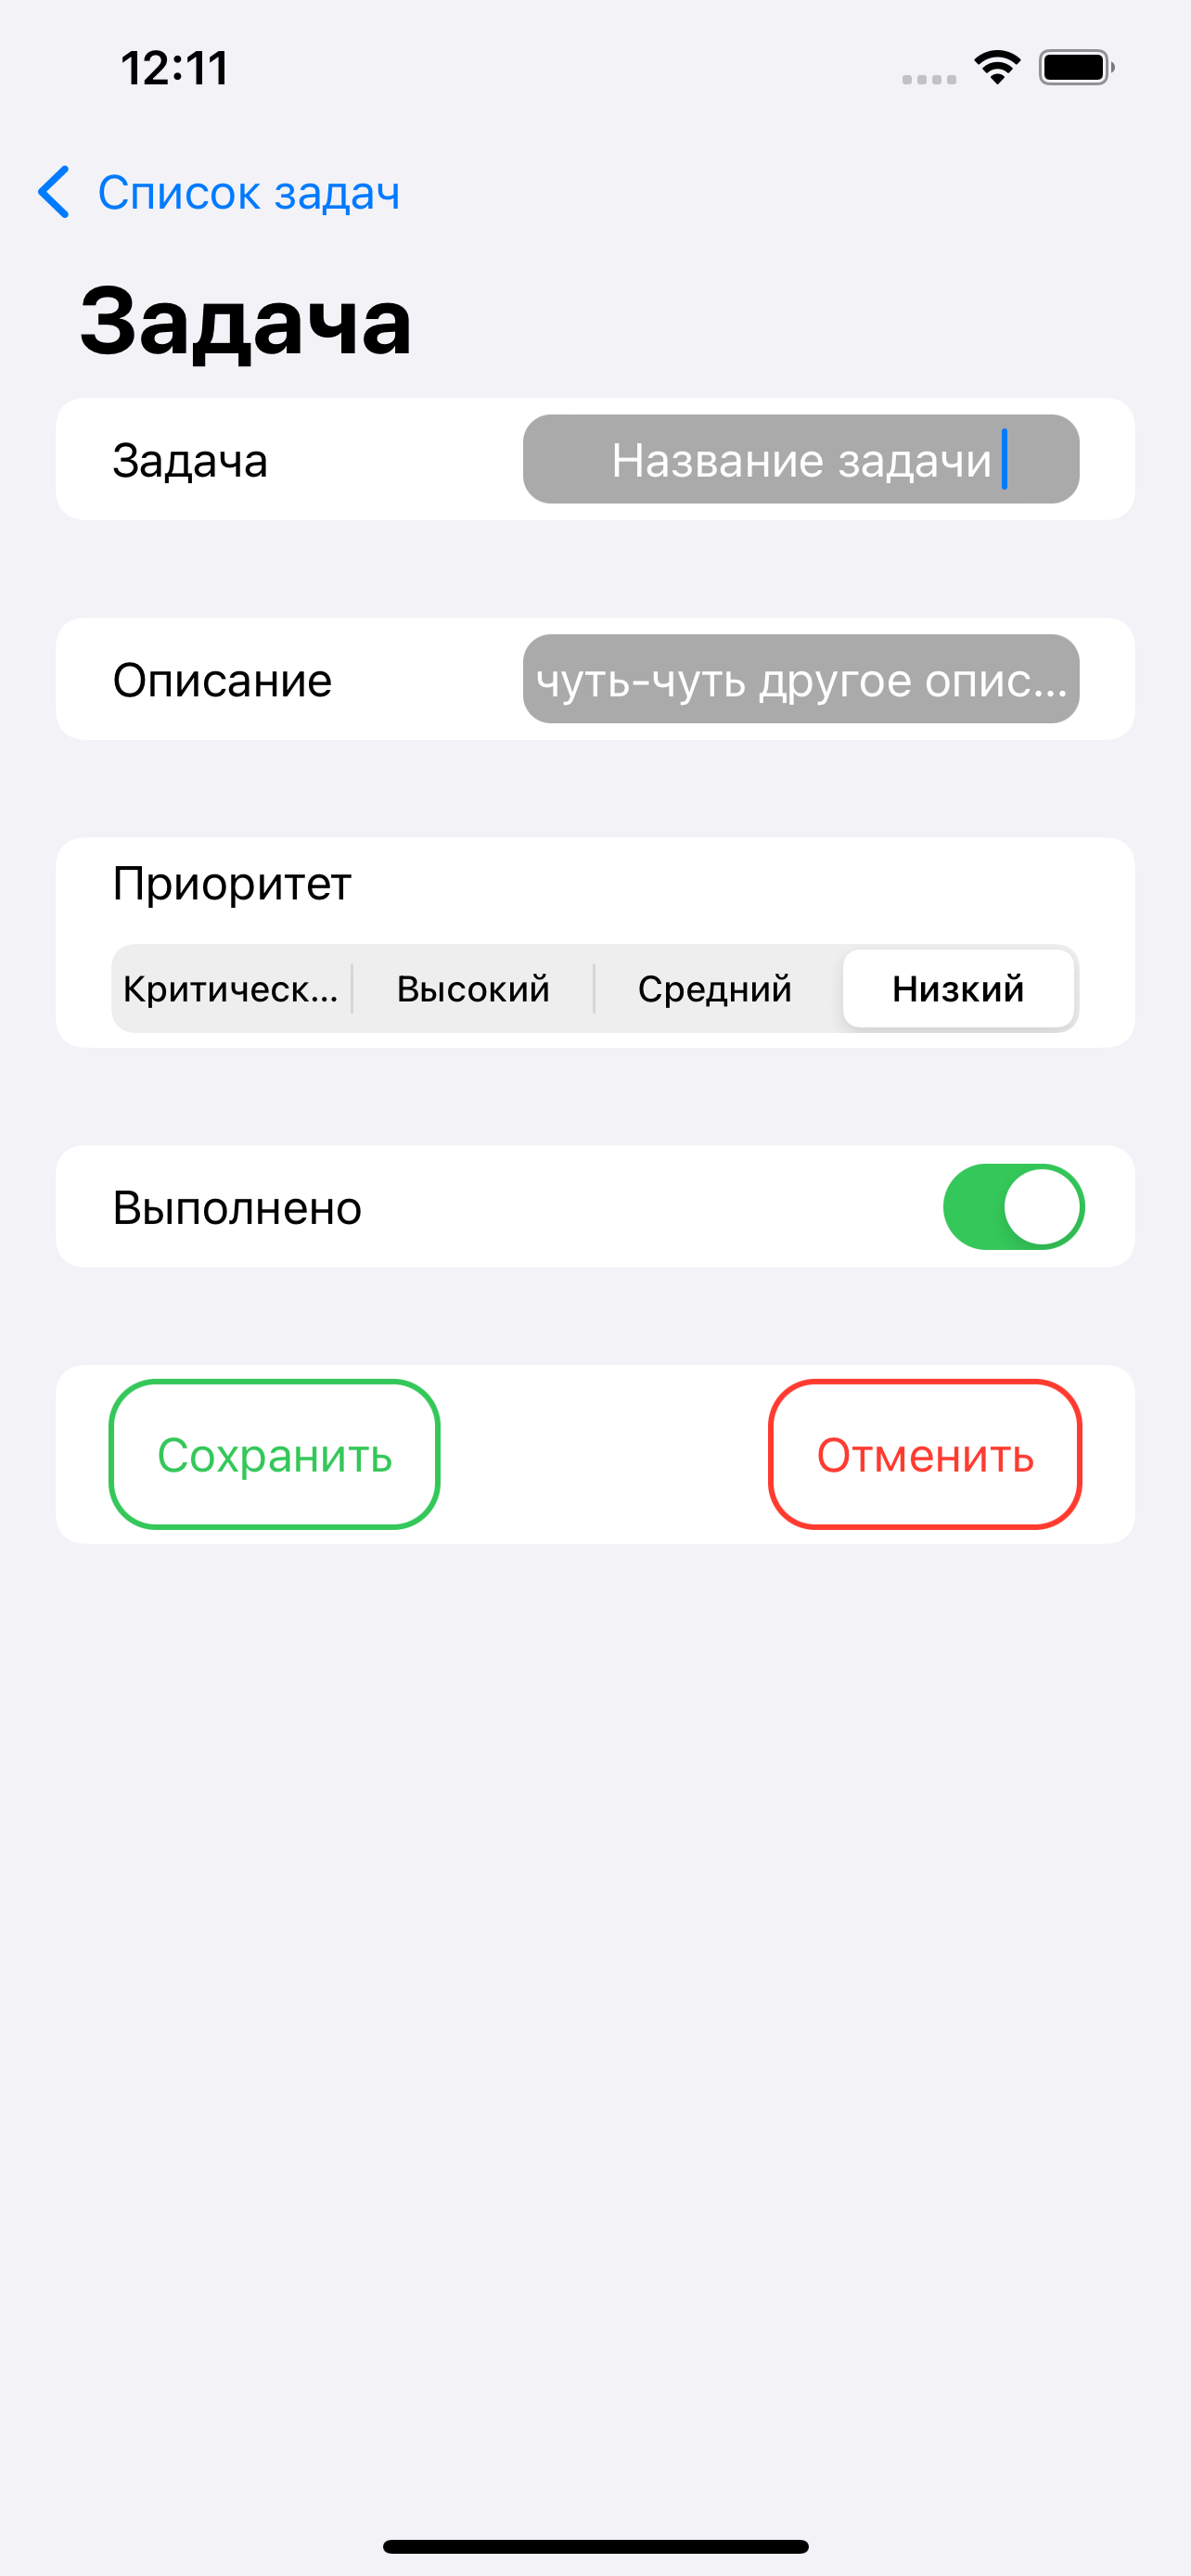 12:11
Список задач
Задача
Задача Название задачи
Описание чуть-чуть другое опис...
Приоритет
Критическ... Высокий Средний Низкий
Выполнено
Сохранить Отменить